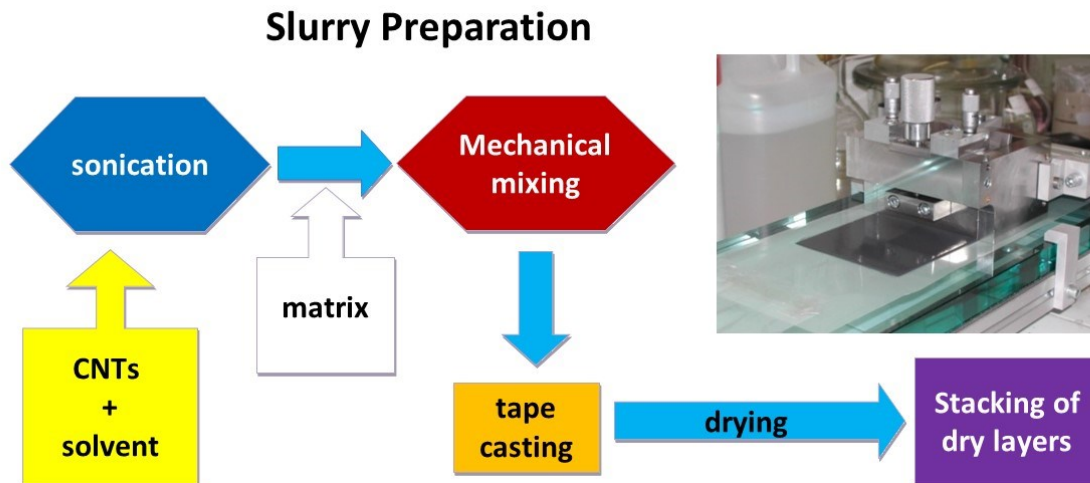 Slurry Preparation
sonication
Mechanical
mixing
matrix
CNTs
+
solvent
tape
casting
drying
Stacking of
dry layers